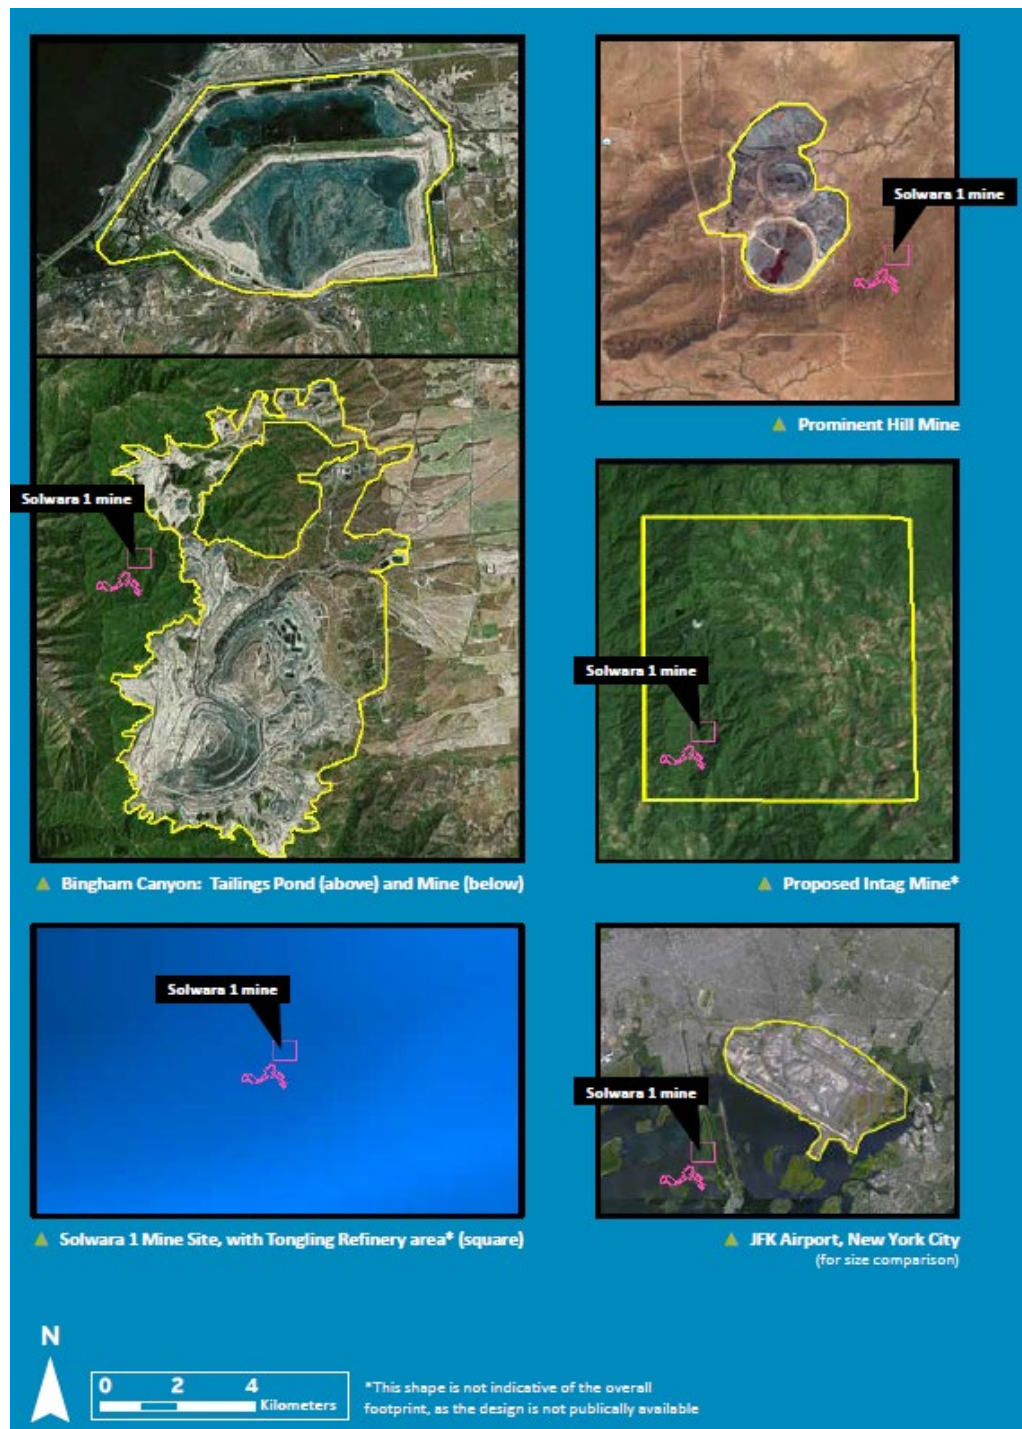 Solwara 1 mine
Prominent Hill Mine
Solwara 1 mine
Solwara 1 mine
Bingham Canyon: Tailings Pond (above) and Mine (below)
Proposed Intag Mine*
Solwara 1 mine
Solwara 1 mine
Solwara 1 Mine Site, with Tongling Refinery area* (square)
JFK Airport, New York City
(for size comparison)
N
0 2 4
Kilometers
*This shape is not indicative of the overall
footprint, as the design is not publically available